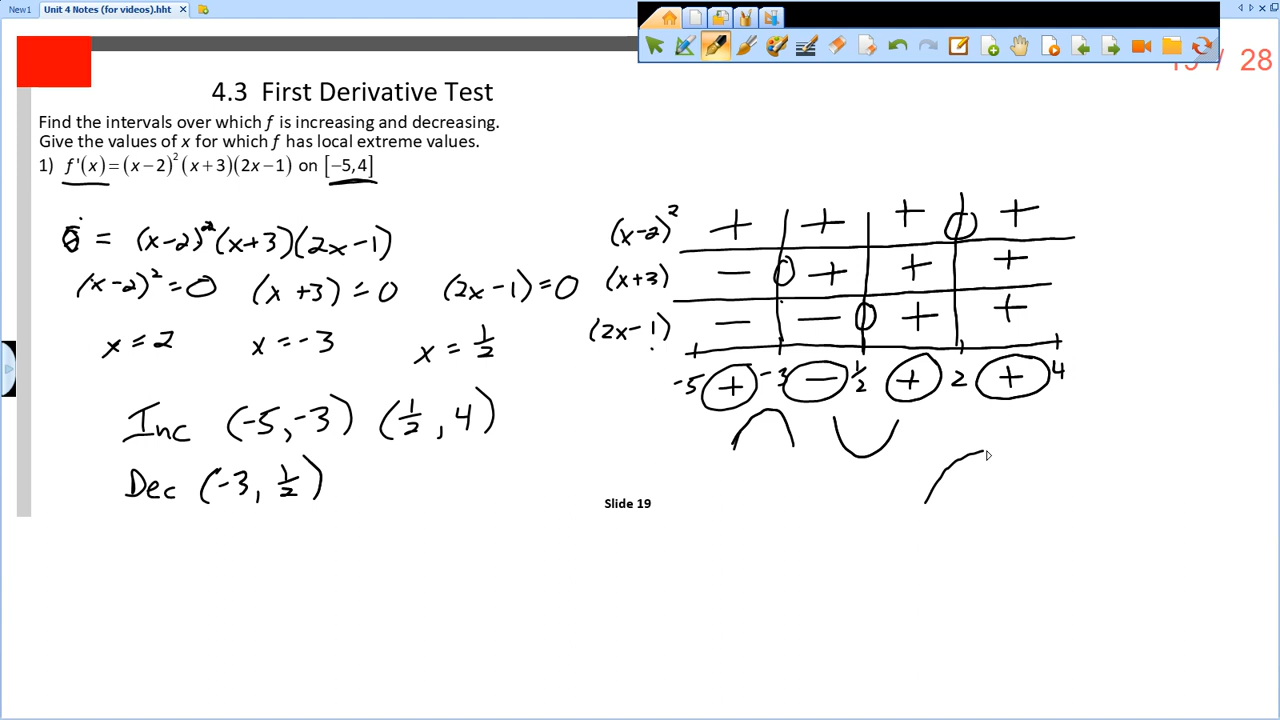 New1 Unit 4 Notes (for videos).hht
/ 28
4.3 First Derivative Test
Find the intervals over which f is increasing and decreasing.
Give the values of x for which f has local extreme values.
1) f'(x)=(x−2)²(x+3)(2x−1) on [−5,4]
0 = (x-2)²(x+3)(2x-1)
(x-2)²=0 (x+3)=0 (2x-1)=0
x=2 x=-3 x=½
Inc (-5,-3) (½,4)
Dec (-3,½)
(x-2)² + + + 0 +
(x+3) − 0 + + +
(2x-1) − − 0 + +
-5 + -3 − ½ + 2 + 4
Slide 19